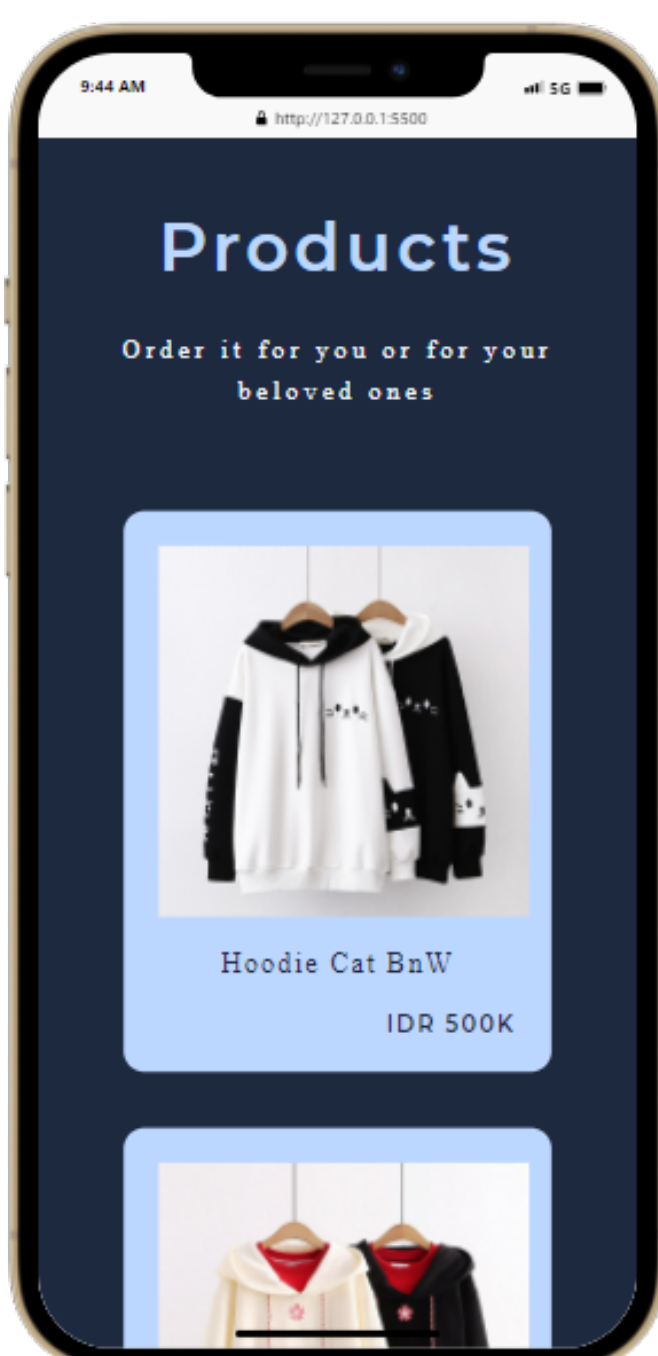 9:44 AM
5G
http://127.0.0.1:5500
Products
Order it for you or for your
beloved ones
Hoodie Cat BnW
IDR 500K